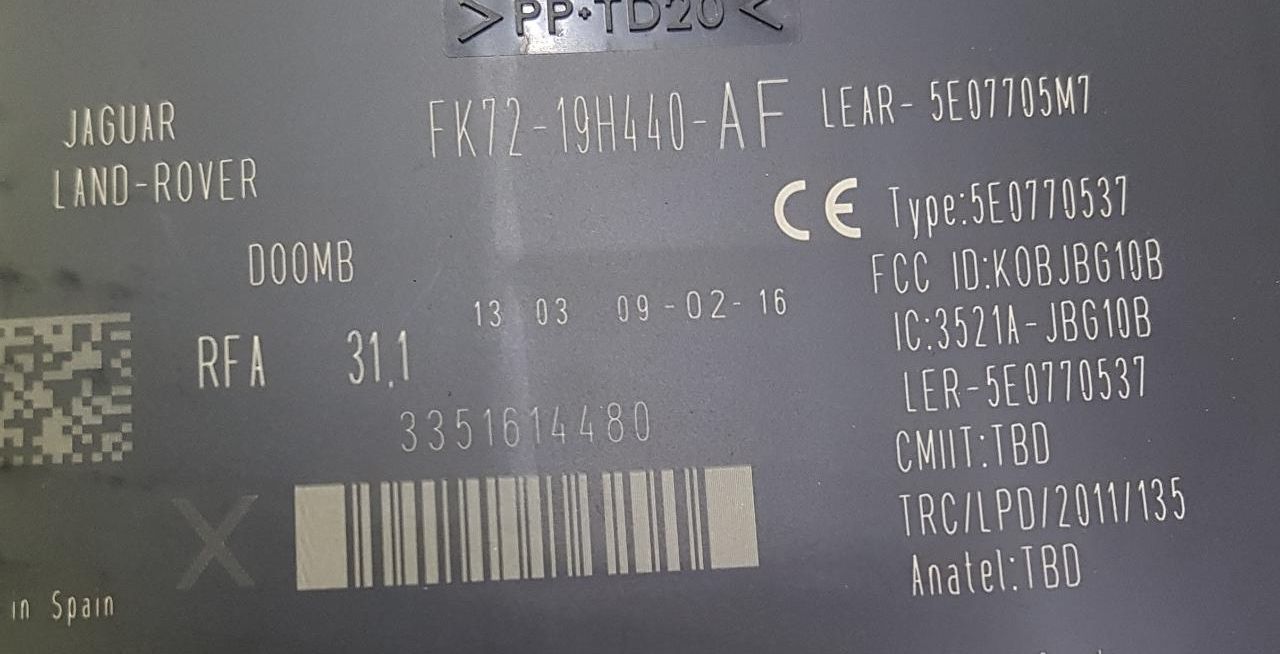 >PP-TD20<
JAGUAR
LAND-ROVER
FK72-19H440-AF
LEAR- 5E07705M7
CE
Type:5E0770537
DOOMB
FCC ID:KOBJBG10B
13 03 09-02-16
IC:3521A-JBG10B
RFA 31.1
LER-5E0770537
3351614480
CMIIT:TBD
X
TRC/LPD/2011/135
Anatel:TBD
in Spain